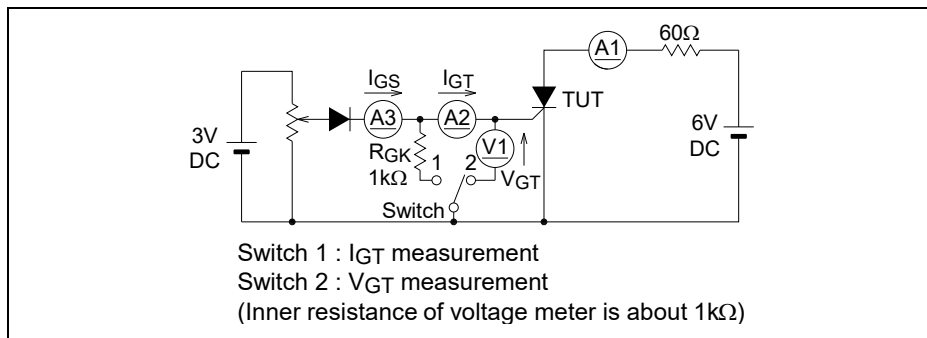 60Ω
A1
IGS
IGT
TUT
A3
A2
3V
DC
V1
6V
DC
RGK
1kΩ
1
2
VGT
Switch
Switch 1 : IGT measurement
Switch 2 : VGT measurement
(Inner resistance of voltage meter is about 1kΩ)